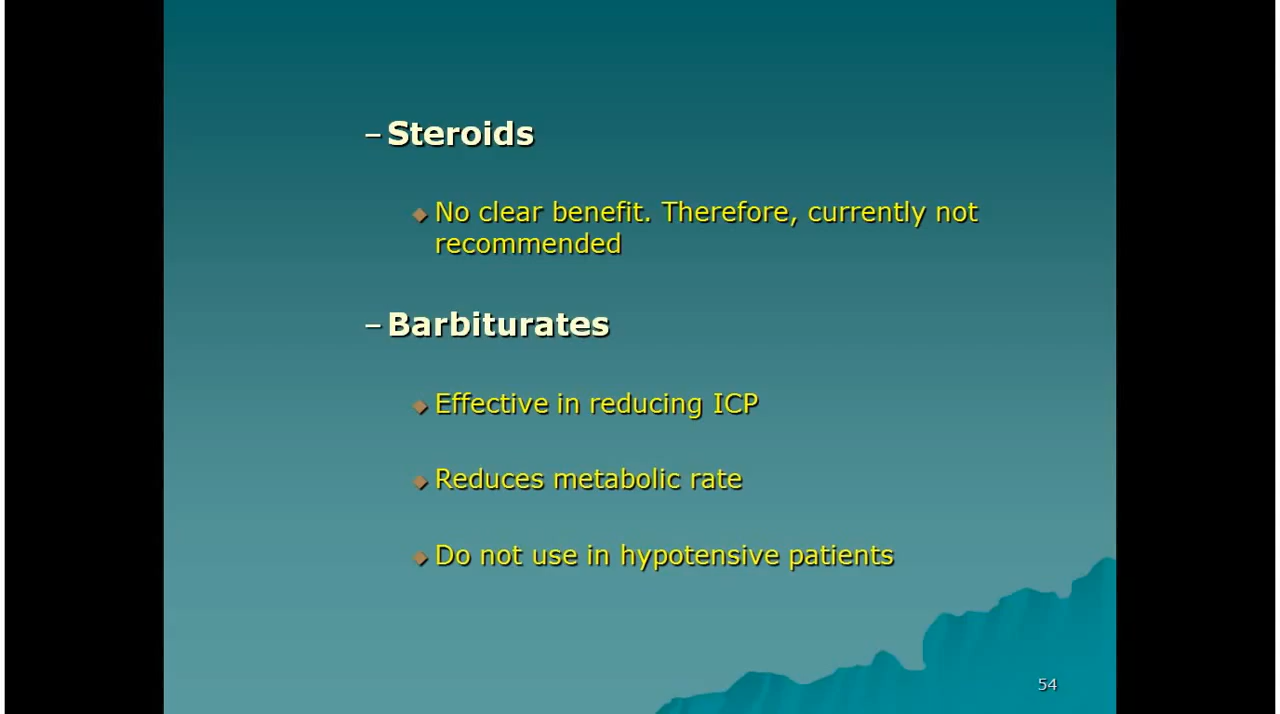 –Steroids
◆No clear benefit. Therefore, currently not
recommended
–Barbiturates
◆Effective in reducing ICP
◆Reduces metabolic rate
◆Do not use in hypotensive patients
54